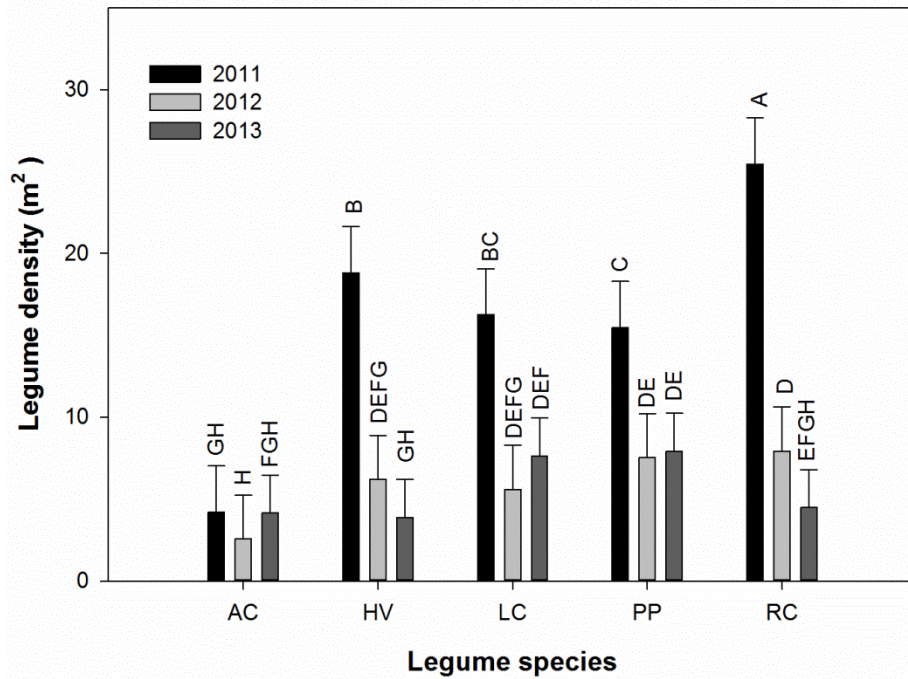 Legume density (m²)
30
20
10
0
2011
2012
2013
GH
H
FGH
B
DEFG
GH
BC
DEFG
DEF
C
DE
DE
A
D
EFGH
AC
HV
LC
PP
RC
Legume species